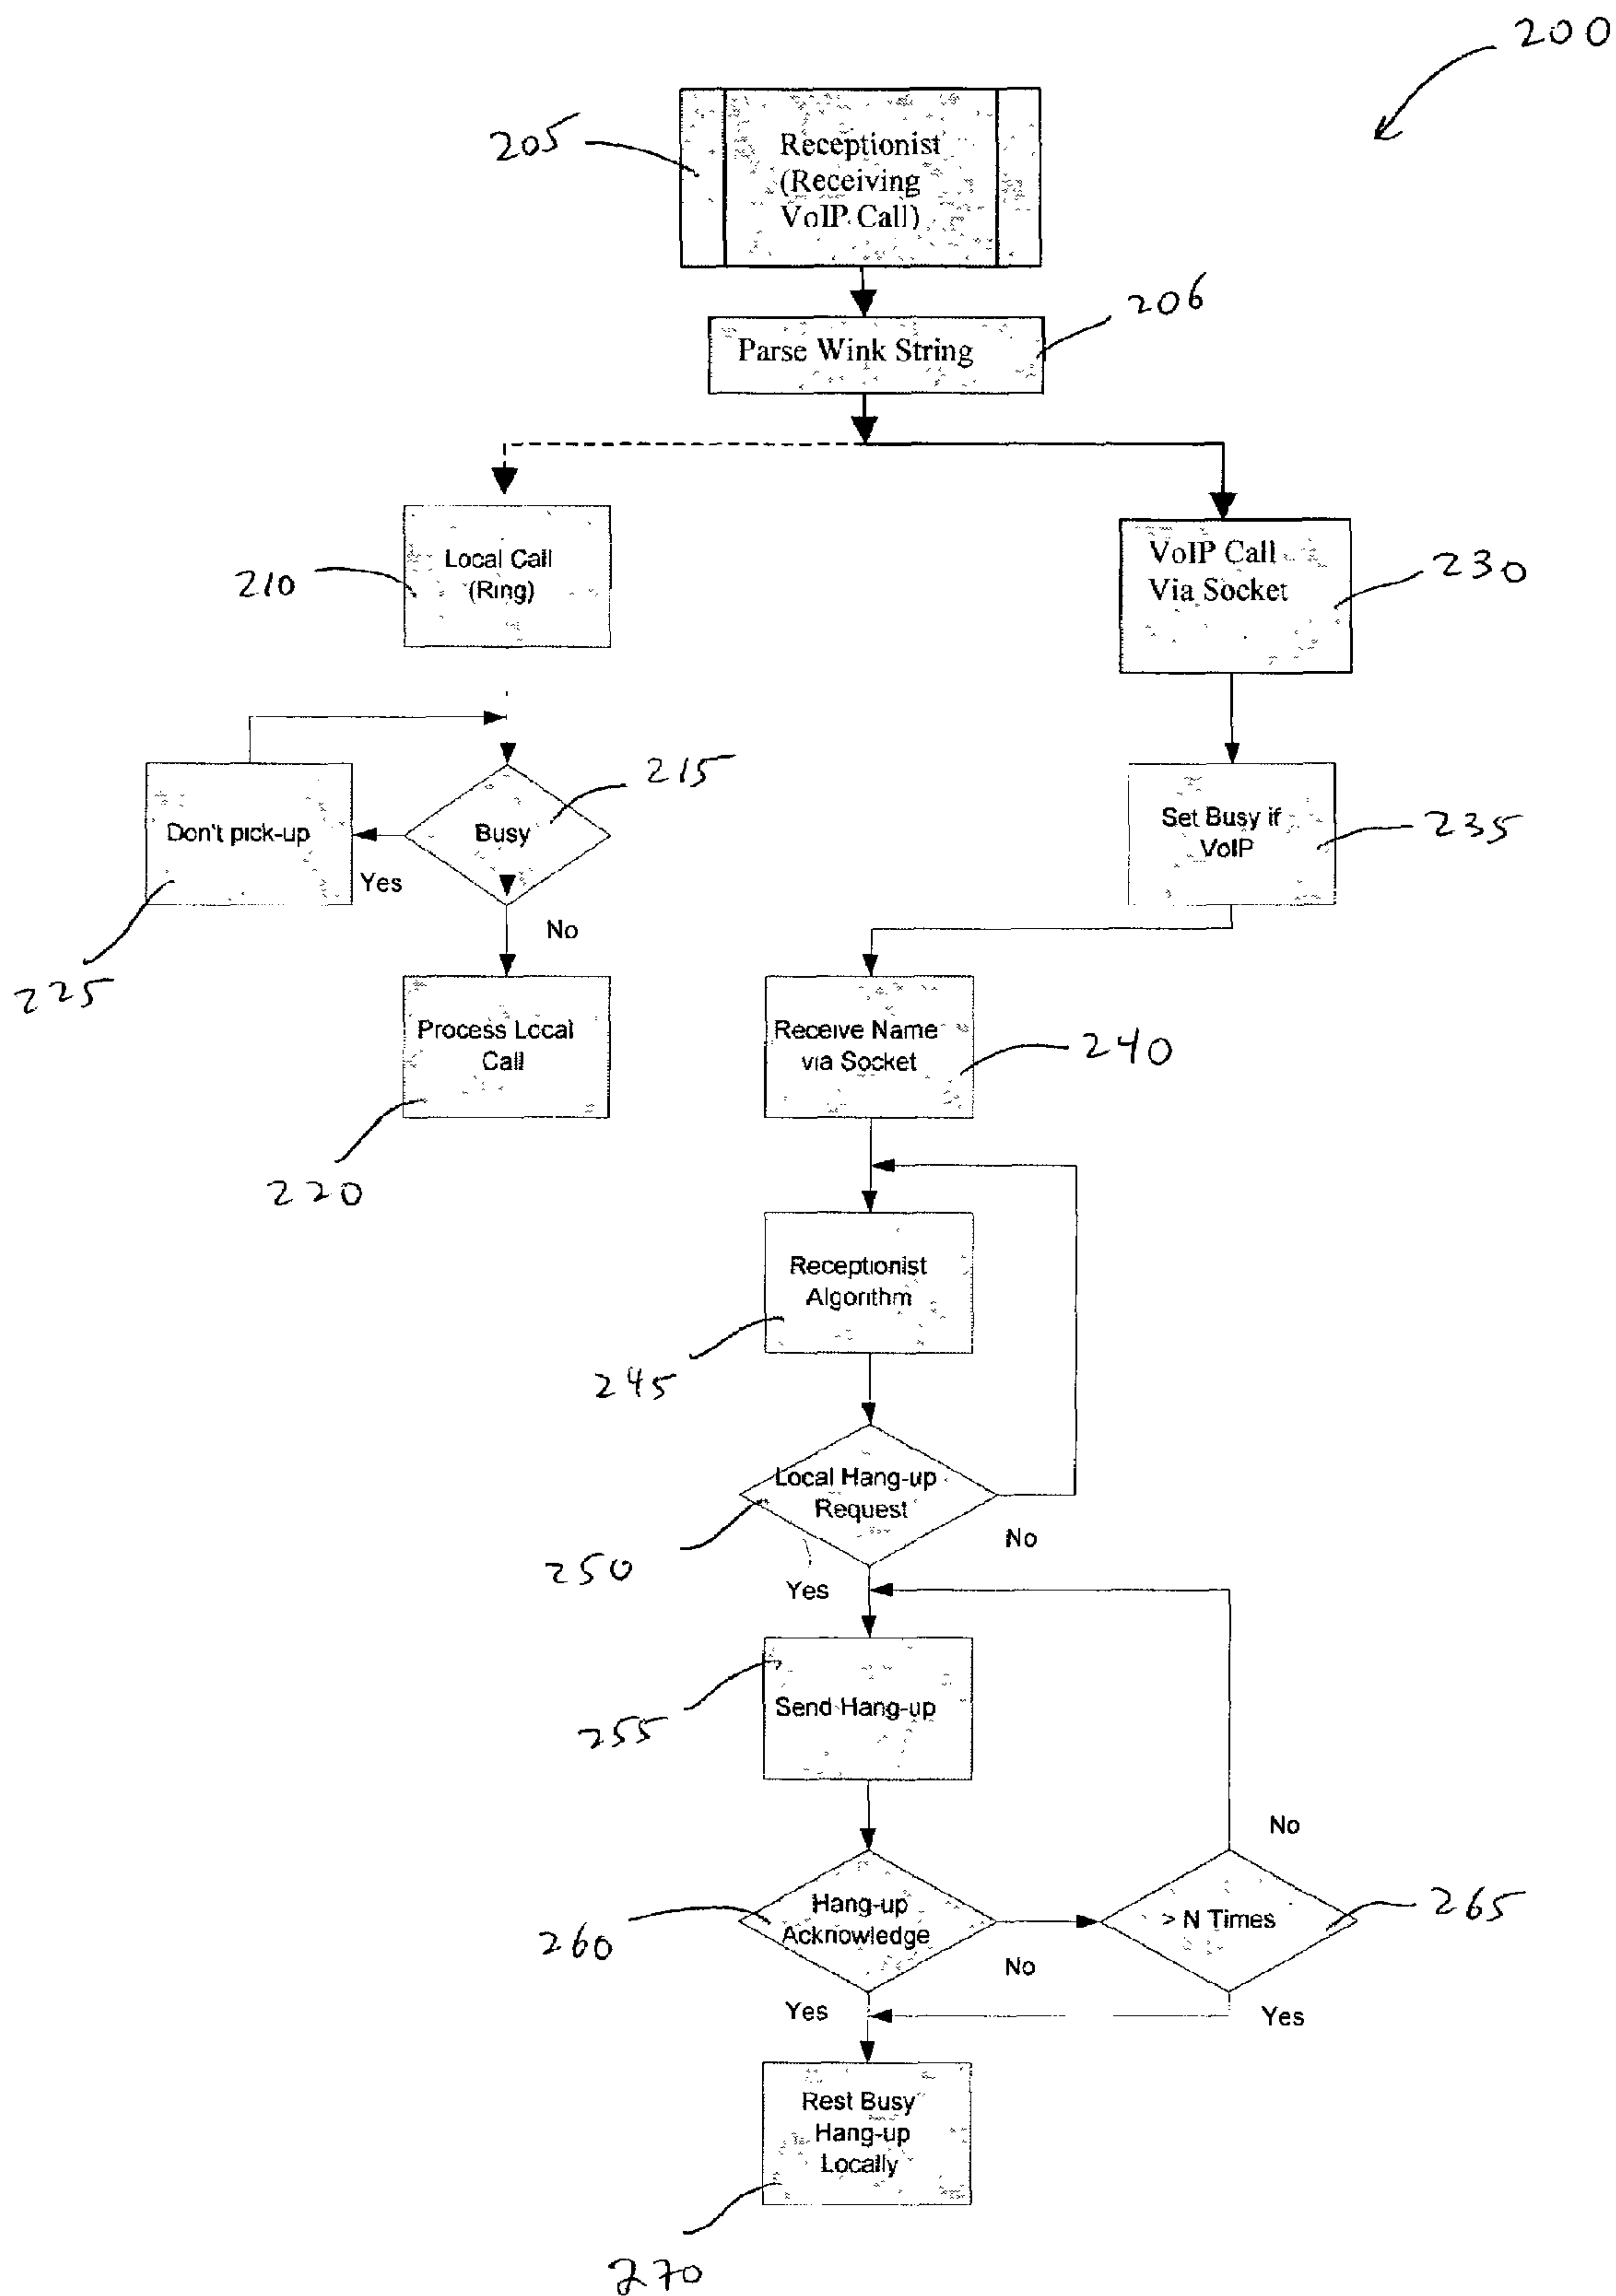 200
205
Receptionist
(Receiving
VoIP Call)
206
Parse Wink String
210
Local Call
(Ring)
VoIP Call
Via Socket
230
215
Don't pick-up
Busy
Yes
Set Busy if
VoIP
235
No
225
Process Local
Call
Receive Name
via Socket
240
220
Receptionist
Algorithm
245
Local Hang-up
Request
No
250
Yes
Send Hang-up
255
No
Hang-up
Acknowledge
> N Times
265
260
No
Yes
Yes
Rest Busy
Hang-up
Locally
270